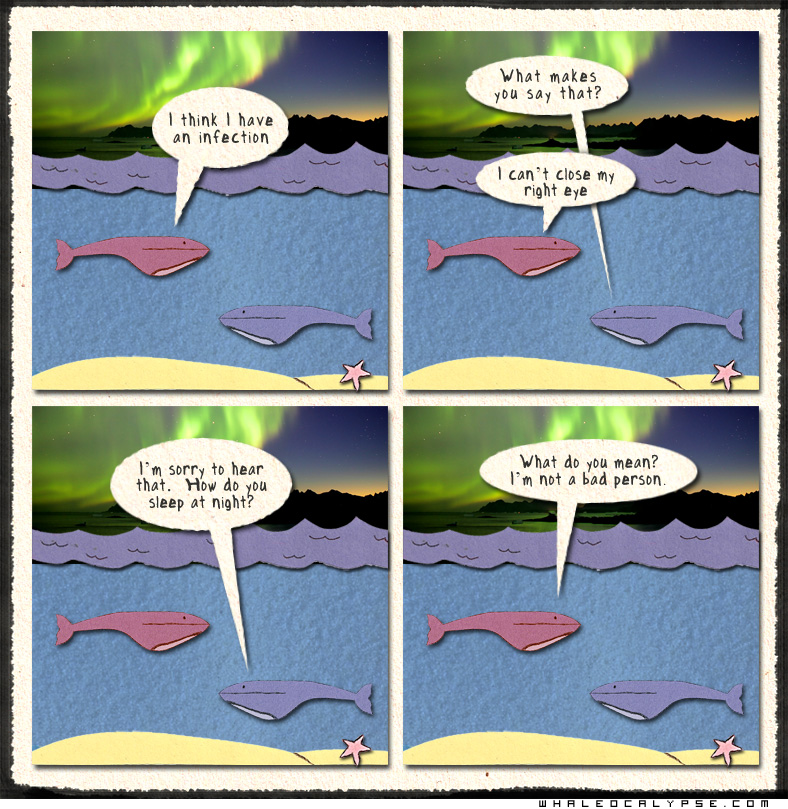 I think I have
an infection
What makes
you say that?
I can't close my
right eye
I'm sorry to hear
that. How do you
sleep at night?
What do you mean?
I'm not a bad person.
WHALEOCALYPSE.COM